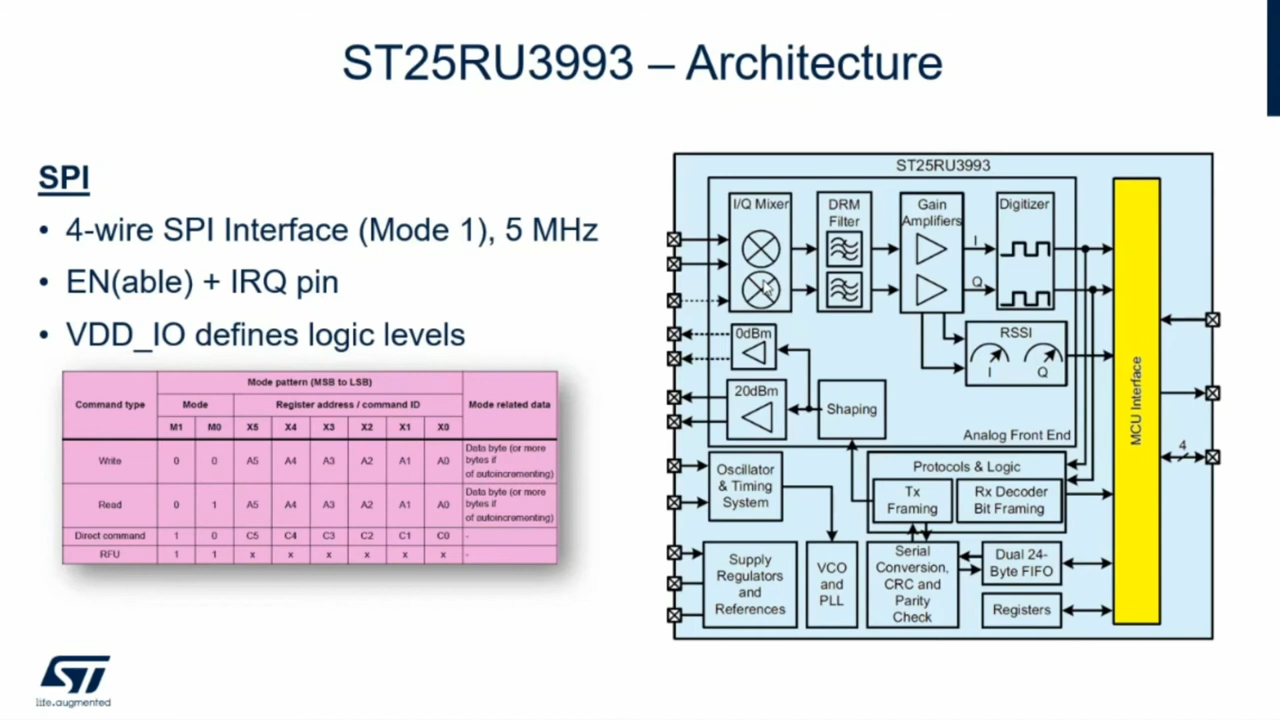 ST25RU3993 – Architecture
SPI
• 4-wire SPI Interface (Mode 1), 5 MHz
• EN(able) + IRQ pin
• VDD_IO defines logic levels
Command type
Mode pattern (MSB to LSB)
Mode related data
Mode Register address / command ID
M1 M0 X5 X4 X3 X2 X1 X0
Write 0 0 A5 A4 A3 A2 A1 A0 Data byte (or more
bytes if
of autoincrementing)
Read 0 1 A5 A4 A3 A2 A1 A0 Data byte (or more
bytes if
of autoincrementing)
Direct command 1 0 C5 C4 C3 C2 C1 C0 -
RFU 1 1 x x x x x x -
ST25RU3993
I/Q Mixer
DRM
Filter
Gain
Amplifiers
Digitizer
I
Q
0dBm
RSSI
I Q
20dBm
Shaping
Analog Front End
MCU Interface
4
Oscillator
& Timing
System
Protocols & Logic
Tx
Framing
Rx Decoder
Bit Framing
Supply
Regulators
and
References
VCO
and
PLL
Serial
Conversion,
CRC and
Parity
Check
Dual 24-
Byte FIFO
Registers
ST
life.augmented